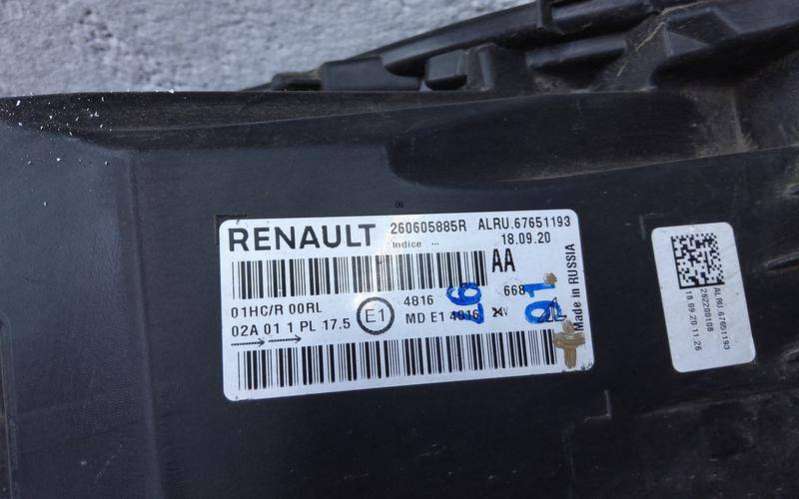 RENAULT
260605885R ALRU.67651193
Indice ... 18.09.20
AA
01HC/R 00RL
02A 01 1 PL 17.5
E1
4816 668
MD E1 4816
Made in RUSSIA
ALRU.67651193
18.09.20 11:26